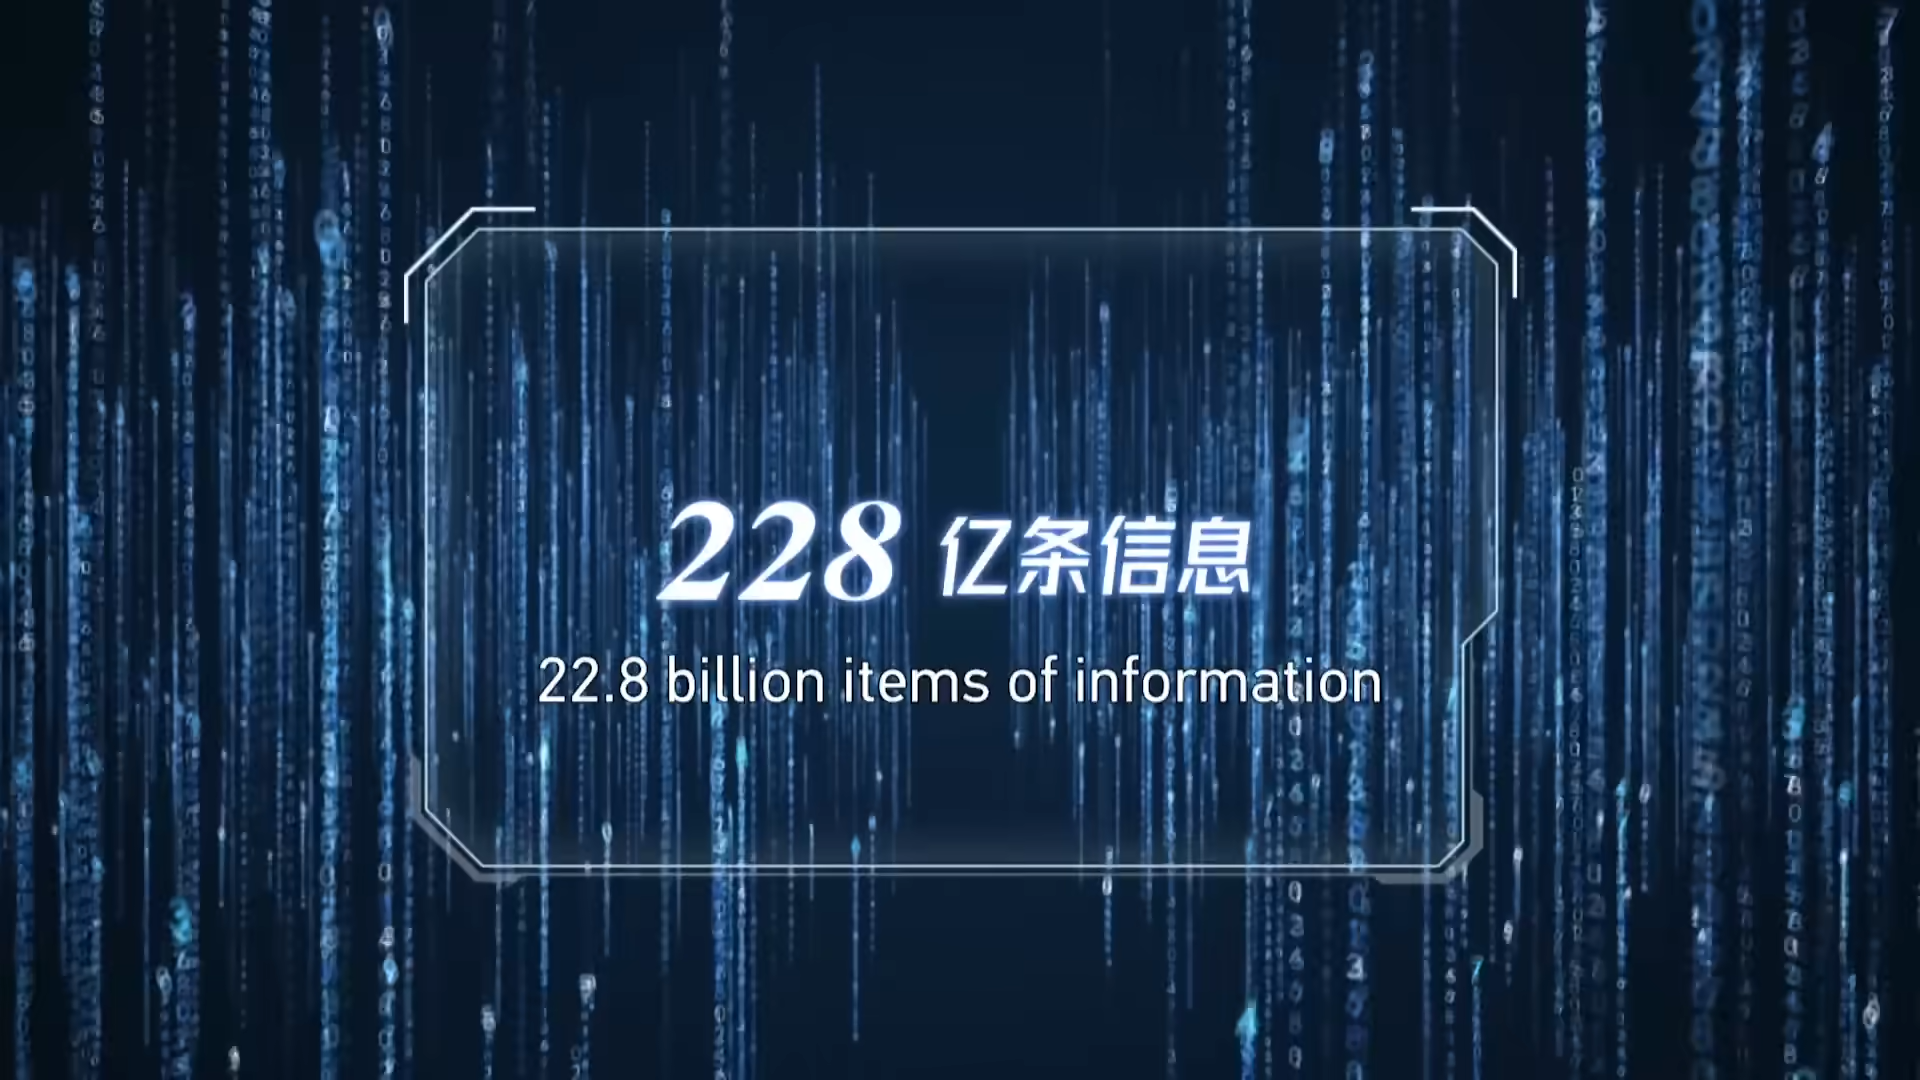 228 亿条信息
22.8 billion items of information